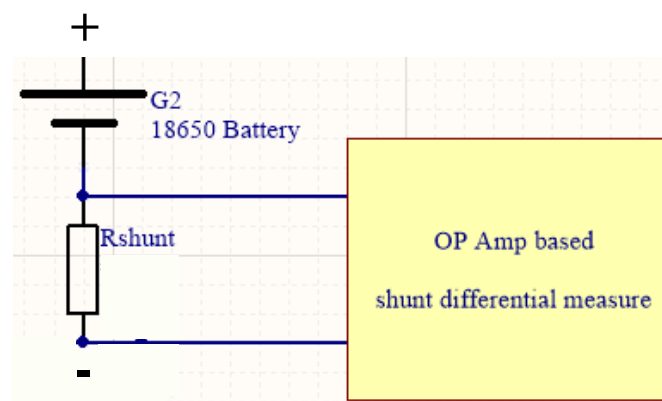 +
G2
18650 Battery
Rshunt
OP Amp based
shunt differential measure
-
-